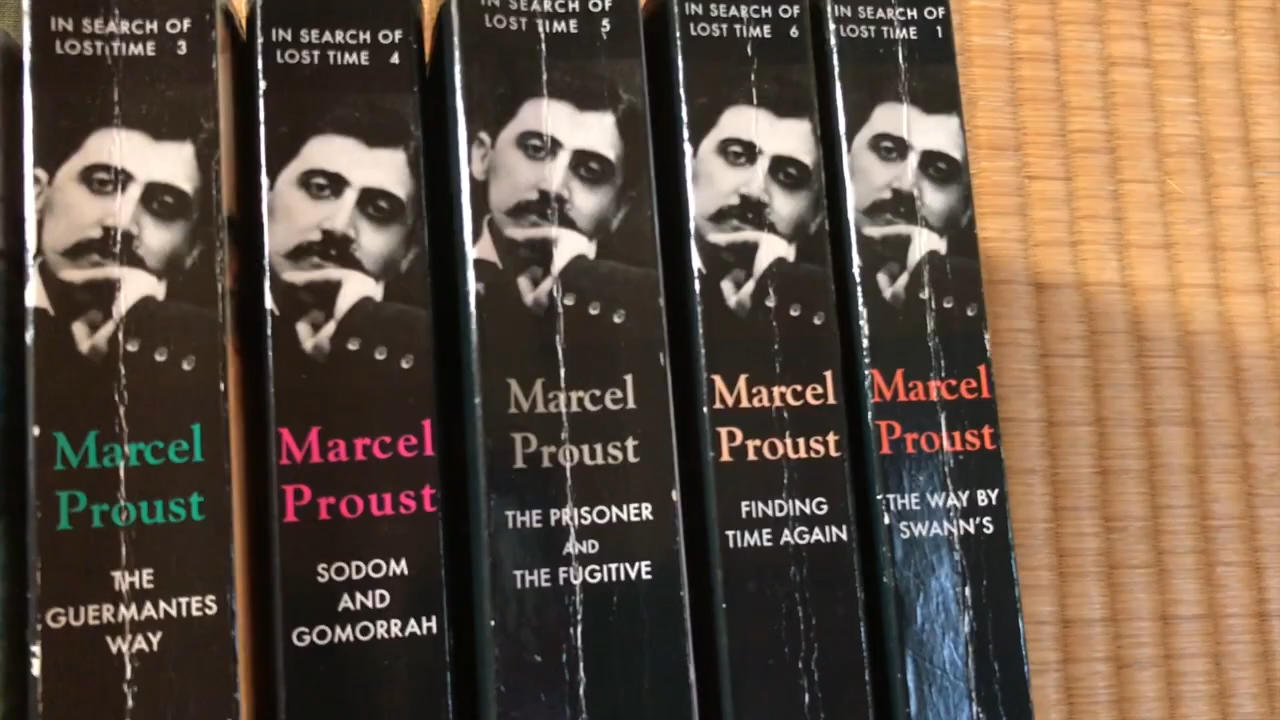 IN SEARCH OF
LOST TIME 3
Marcel
Proust
THE
GUERMANTES
WAY
IN SEARCH OF
LOST TIME 4
Marcel
Proust
SODOM
AND
GOMORRAH
IN SEARCH OF
LOST TIME 5
Marcel
Proust
THE PRISONER
AND
THE FUGITIVE
IN SEARCH OF
LOST TIME 6
Marcel
Proust
FINDING
TIME AGAIN
IN SEARCH OF
LOST TIME 1
Marcel
Proust
THE WAY BY
SWANN'S